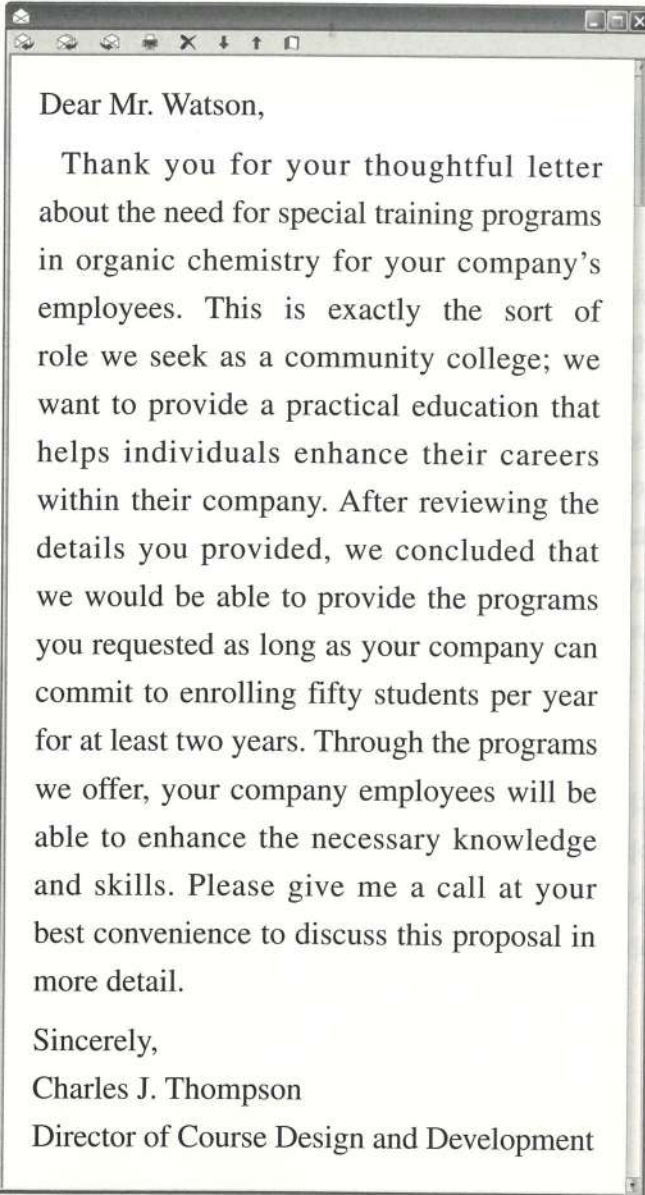 Dear Mr. Watson,
Thank you for your thoughtful letter
about the need for special training programs
in organic chemistry for your company's
employees. This is exactly the sort of
role we seek as a community college; we
want to provide a practical education that
helps individuals enhance their careers
within their company. After reviewing the
details you provided, we concluded that
we would be able to provide the programs
you requested as long as your company can
commit to enrolling fifty students per year
for at least two years. Through the programs
we offer, your company employees will be
able to enhance the necessary knowledge
and skills. Please give me a call at your
best convenience to discuss this proposal in
more detail.
Sincerely,
Charles J. Thompson
Director of Course Design and Development